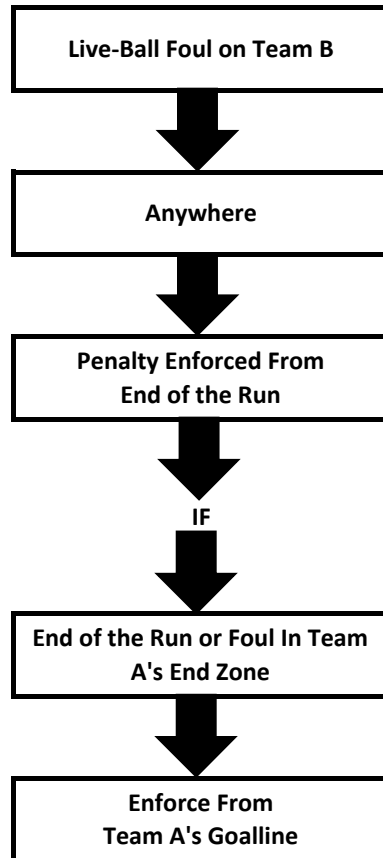 Live-Ball Foul on Team B
Anywhere
Penalty Enforced From
End of the Run
IF
End of the Run or Foul In Team
A's End Zone
Enforce From
Team A's Goalline